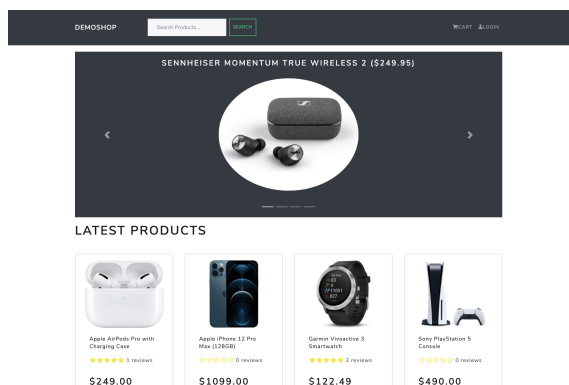 DEMOSHOP
Search Products...
SEARCH
CART
LOGIN
SENNHEISER MOMENTUM TRUE WIRELESS 2 ($249.95)
LATEST PRODUCTS
Apple AirPods Pro with
Charging Case
1 reviews
$249.00
Apple iPhone 12 Pro
Max (128GB)
0 reviews
$1099.00
Garmin Vivoactive 3
Smartwatch
2 reviews
$122.49
Sony PlayStation 5
Console
0 reviews
$490.00